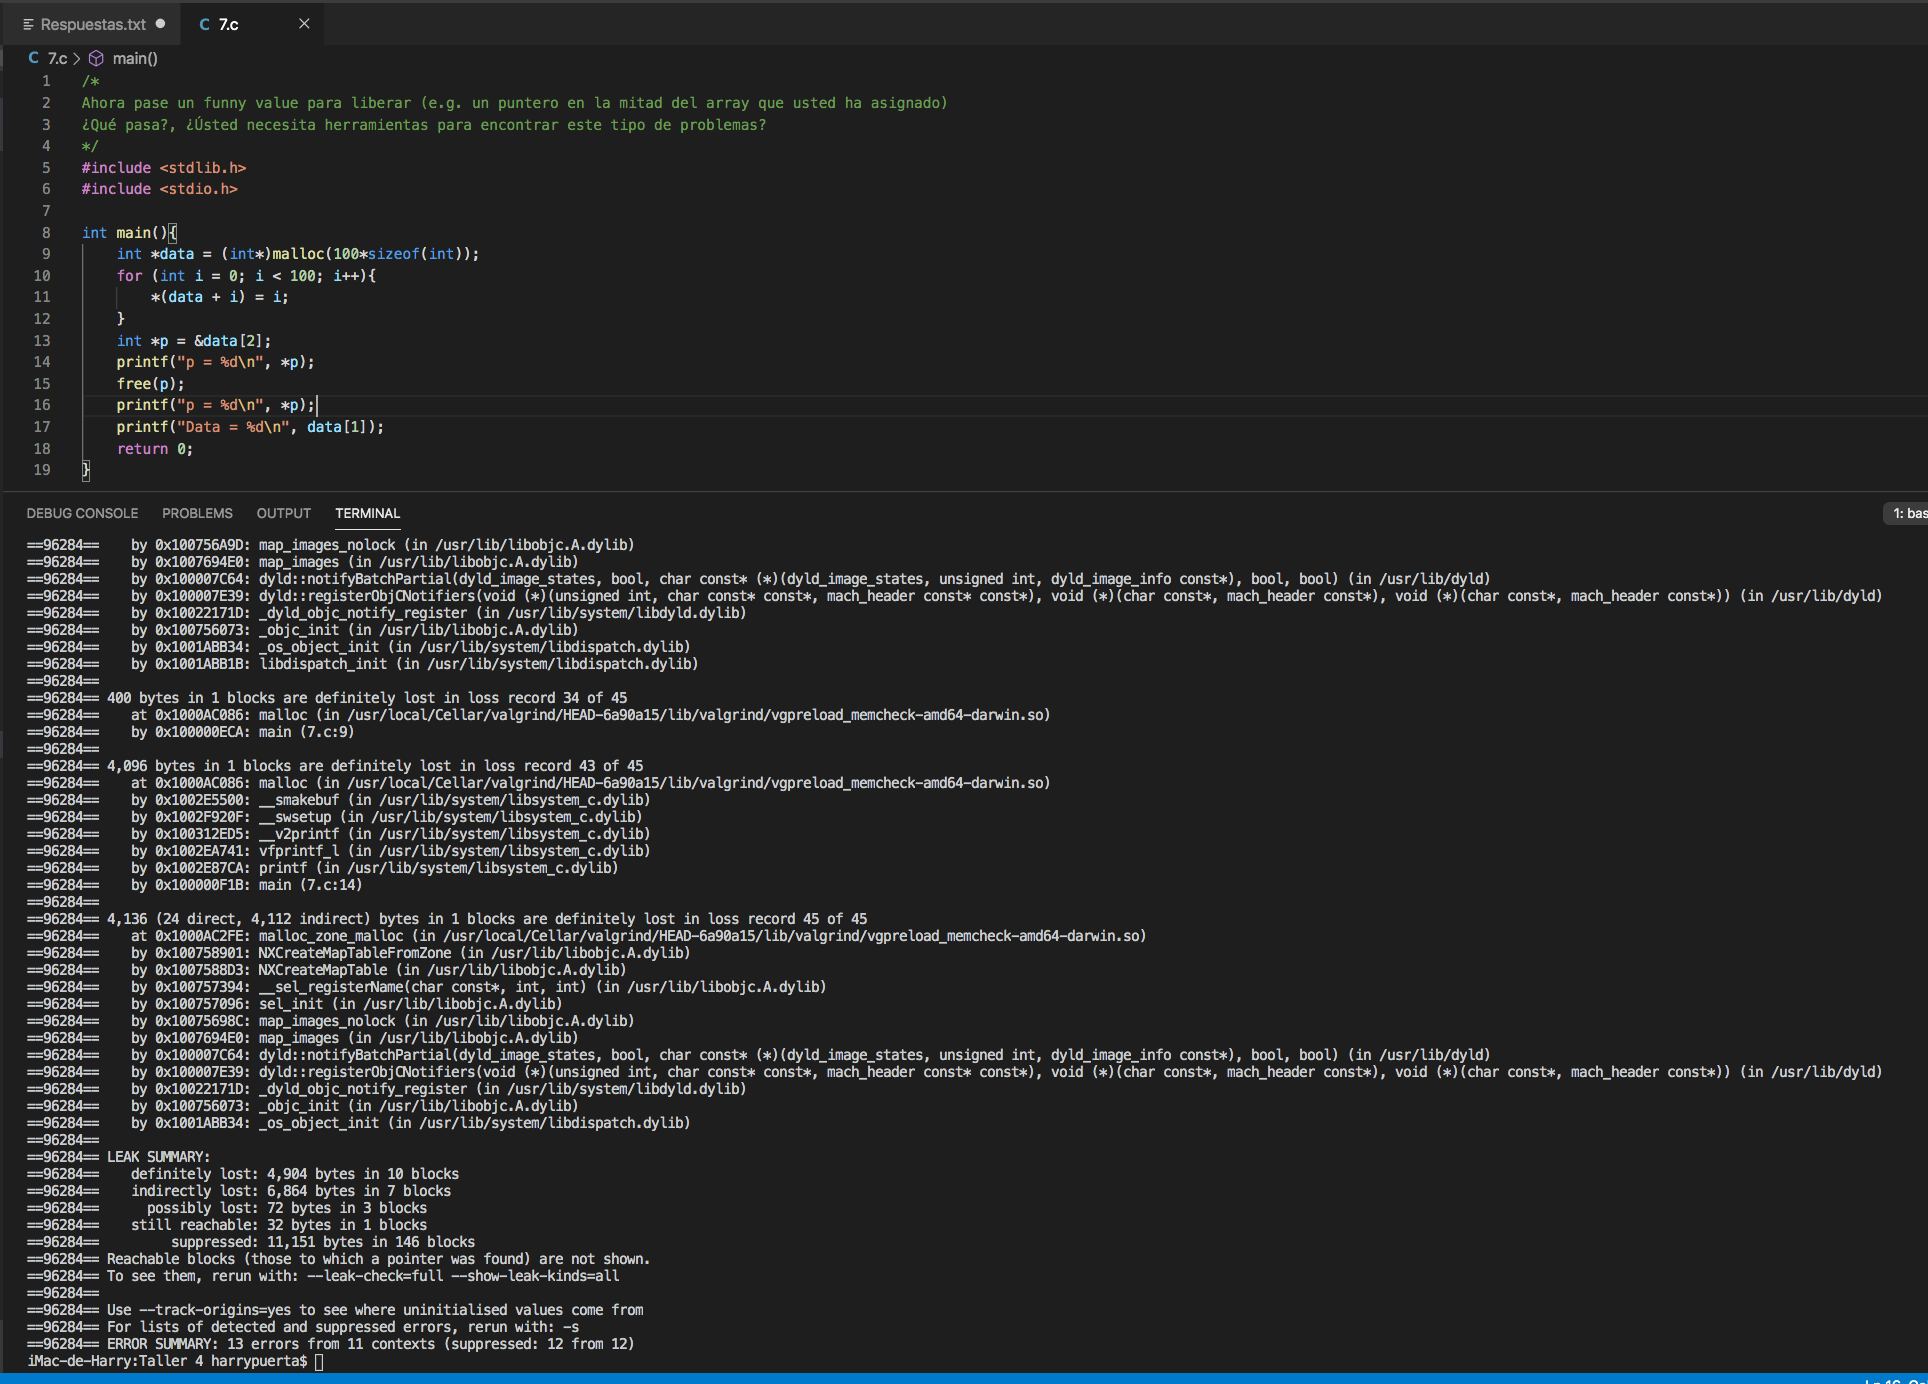 Respuestas.txt
C 7.c
C 7.c > main()
1 /*
2 Ahora pase un funny value para liberar (e.g. un puntero en la mitad del array que usted ha asignado)
3 ¿Qué pasa?, ¿Ústed necesita herramientas para encontrar este tipo de problemas?
4 */
5 #include <stdlib.h>
6 #include <stdio.h>
7
8 int main(){
9 int *data = (int*)malloc(100*sizeof(int));
10 for (int i = 0; i < 100; i++){
11 *(data + i) = i;
12 }
13 int *p = &data[2];
14 printf("p = %d\n", *p);
15 free(p);
16 printf("p = %d\n", *p);
17 printf("Data = %d\n", data[1]);
18 return 0;
19 }
DEBUG CONSOLE PROBLEMS OUTPUT TERMINAL 1: bas
==96284== by 0x100756A9D: map_images_nolock (in /usr/lib/libobjc.A.dylib)
==96284== by 0x1007694E0: map_images (in /usr/lib/libobjc.A.dylib)
==96284== by 0x100007C64: dyld::notifyBatchPartial(dyld_image_states, bool, char const* (*)(dyld_image_states, unsigned int, dyld_image_info const*), bool, bool) (in /usr/lib/dyld)
==96284== by 0x100007E39: dyld::registerObjCNotifiers(void (*)(unsigned int, char const* const*, mach_header const* const*), void (*)(char const*, mach_header const*), void (*)(char const*, mach_header const*)) (in /usr/lib/dyld)
==96284== by 0x10022171D: _dyld_objc_notify_register (in /usr/lib/system/libdyld.dylib)
==96284== by 0x100756073: _objc_init (in /usr/lib/libobjc.A.dylib)
==96284== by 0x1001ABB34: _os_object_init (in /usr/lib/system/libdispatch.dylib)
==96284== by 0x1001ABB1B: libdispatch_init (in /usr/lib/system/libdispatch.dylib)
==96284==
==96284== 400 bytes in 1 blocks are definitely lost in loss record 34 of 45
==96284== at 0x1000AC086: malloc (in /usr/local/Cellar/valgrind/HEAD-6a90a15/lib/valgrind/vgpreload_memcheck-amd64-darwin.so)
==96284== by 0x100000ECA: main (7.c:9)
==96284==
==96284== 4,096 bytes in 1 blocks are definitely lost in loss record 43 of 45
==96284== at 0x1000AC086: malloc (in /usr/local/Cellar/valgrind/HEAD-6a90a15/lib/valgrind/vgpreload_memcheck-amd64-darwin.so)
==96284== by 0x1002E5500: __smakebuf (in /usr/lib/system/libsystem_c.dylib)
==96284== by 0x1002F920F: __swsetup (in /usr/lib/system/libsystem_c.dylib)
==96284== by 0x100312ED5: __v2printf (in /usr/lib/system/libsystem_c.dylib)
==96284== by 0x1002EA741: vfprintf_l (in /usr/lib/system/libsystem_c.dylib)
==96284== by 0x1002E87CA: printf (in /usr/lib/system/libsystem_c.dylib)
==96284== by 0x100000F1B: main (7.c:14)
==96284==
==96284== 4,136 (24 direct, 4,112 indirect) bytes in 1 blocks are definitely lost in loss record 45 of 45
==96284== at 0x1000AC2FE: malloc_zone_malloc (in /usr/local/Cellar/valgrind/HEAD-6a90a15/lib/valgrind/vgpreload_memcheck-amd64-darwin.so)
==96284== by 0x100758901: NXCreateMapTableFromZone (in /usr/lib/libobjc.A.dylib)
==96284== by 0x1007588D3: NXCreateMapTable (in /usr/lib/libobjc.A.dylib)
==96284== by 0x100757394: __sel_registerName(char const*, int, int) (in /usr/lib/libobjc.A.dylib)
==96284== by 0x100757096: sel_init (in /usr/lib/libobjc.A.dylib)
==96284== by 0x10075698C: map_images_nolock (in /usr/lib/libobjc.A.dylib)
==96284== by 0x1007694E0: map_images (in /usr/lib/libobjc.A.dylib)
==96284== by 0x100007C64: dyld::notifyBatchPartial(dyld_image_states, bool, char const* (*)(dyld_image_states, unsigned int, dyld_image_info const*), bool, bool) (in /usr/lib/dyld)
==96284== by 0x100007E39: dyld::registerObjCNotifiers(void (*)(unsigned int, char const* const*, mach_header const* const*), void (*)(char const*, mach_header const*), void (*)(char const*, mach_header const*)) (in /usr/lib/dyld)
==96284== by 0x10022171D: _dyld_objc_notify_register (in /usr/lib/system/libdyld.dylib)
==96284== by 0x100756073: _objc_init (in /usr/lib/libobjc.A.dylib)
==96284== by 0x1001ABB34: _os_object_init (in /usr/lib/system/libdispatch.dylib)
==96284==
==96284== LEAK SUMMARY:
==96284== definitely lost: 4,904 bytes in 10 blocks
==96284== indirectly lost: 6,864 bytes in 7 blocks
==96284== possibly lost: 72 bytes in 3 blocks
==96284== still reachable: 32 bytes in 1 blocks
==96284== suppressed: 11,151 bytes in 146 blocks
==96284== Reachable blocks (those to which a pointer was found) are not shown.
==96284== To see them, rerun with: --leak-check=full --show-leak-kinds=all
==96284==
==96284== Use --track-origins=yes to see where uninitialised values come from
==96284== For lists of detected and suppressed errors, rerun with: -s
==96284== ERROR SUMMARY: 13 errors from 11 contexts (suppressed: 12 from 12)
iMac-de-Harry:Taller 4 harrypuerta$